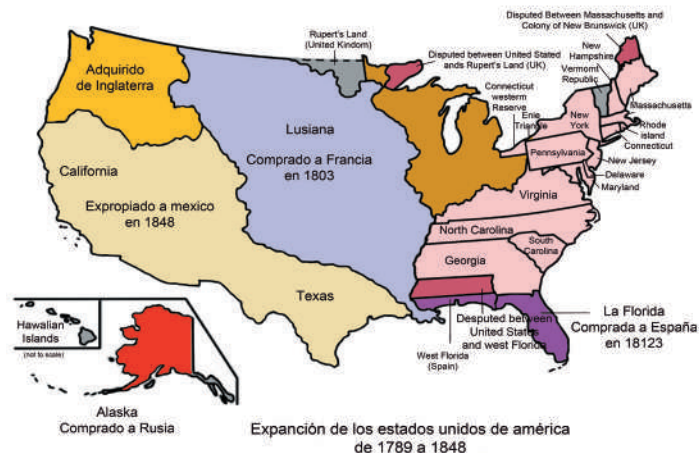 Disputed Between Massachusetts and
Colony of New Brunswick (UK)
Rupert's Land
(United Kindom)
Disputed between United Stated
ands Rupert's Land (UK)
New
Hampshire
Vermomt
Republic
Adquirido
de Inglaterra
Connecticut
westerm
Reserve
Enie
Triangle
New
York
Massachusetts
Rhode
island
Connecticut
Lusiana
Comprado a Francia
en 1803
Pennsylvania
New Jersey
Delaware
Maryland
California
Expropiado a mexico
en 1848
Virginia
North Carolina
South
Carolina
Georgia
Texas
Desputed between
United States
and west Florida
West Florida
(Spain)
La Florida
Comprada a España
en 18123
Hawalian
Islands
(not to scale)
Alaska
Comprado a Rusia
Expanción de los estados unidos de américa
de 1789 a 1848